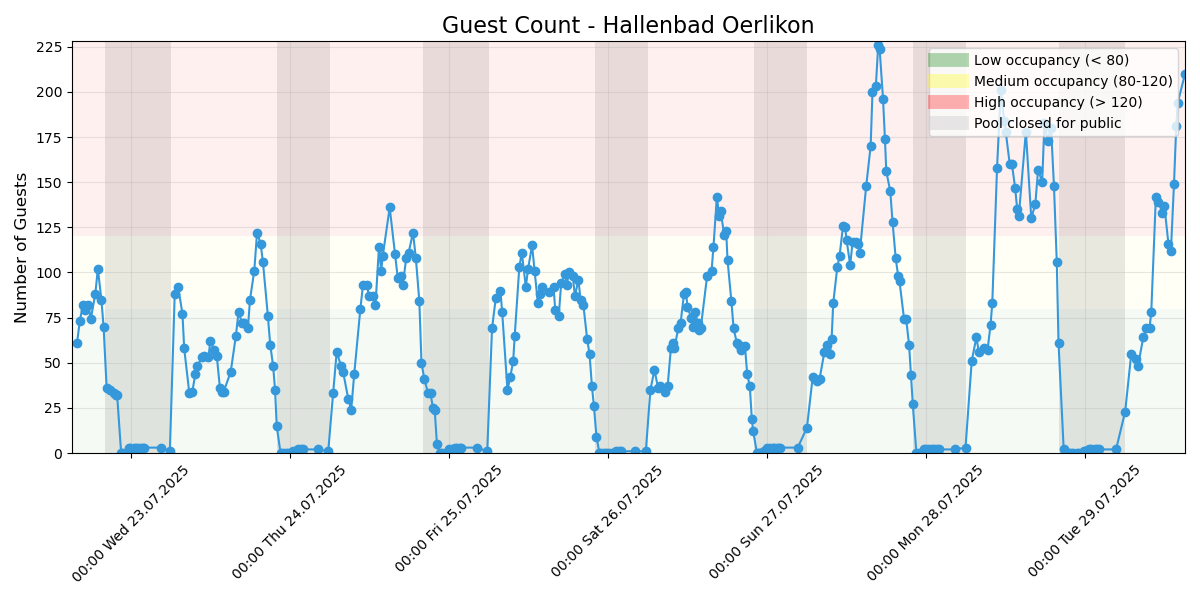 Guest Count - Hallenbad Oerlikon
Number of Guests
225
200
175
150
125
100
75
50
25
0
Low occupancy (< 80)
Medium occupancy (80-120)
High occupancy (> 120)
Pool closed for public
00:00 Wed 23.07.2025
00:00 Thu 24.07.2025
00:00 Fri 25.07.2025
00:00 Sat 26.07.2025
00:00 Sun 27.07.2025
00:00 Mon 28.07.2025
00:00 Tue 29.07.2025